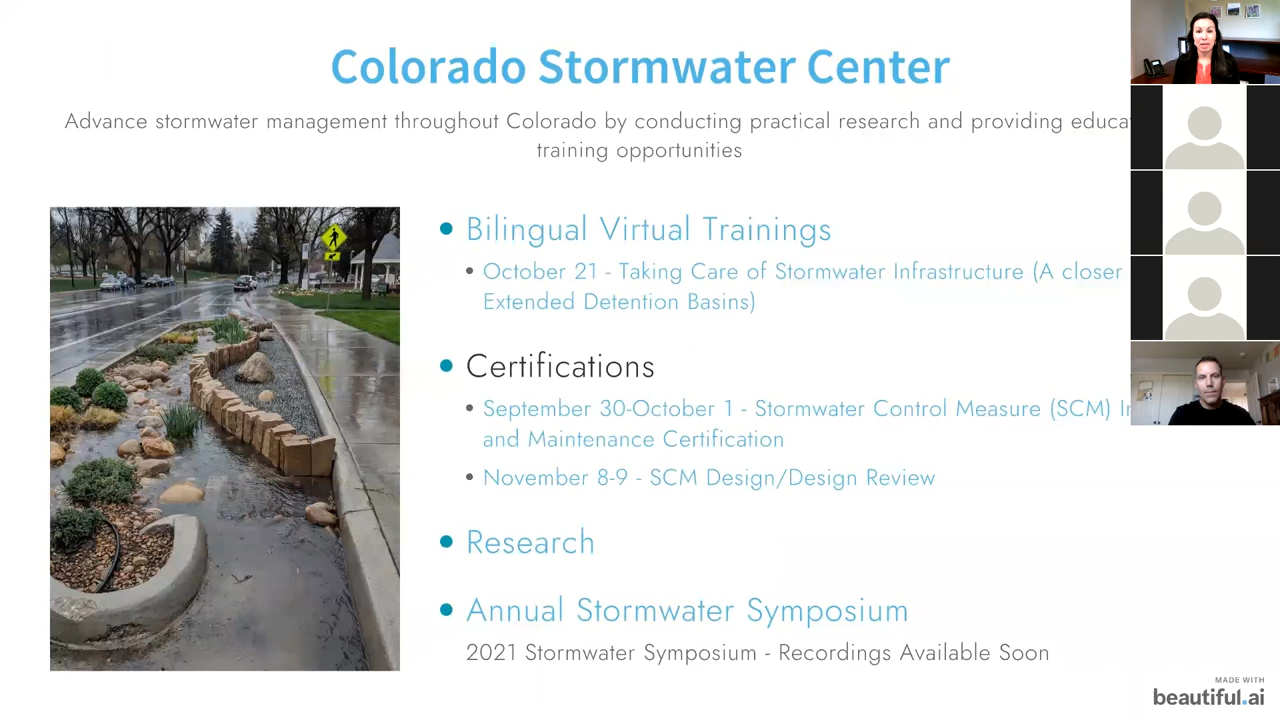 Colorado Stormwater Center
Advance stormwater management throughout Colorado by conducting practical research and providing
training opportunities
• Bilingual Virtual Trainings
• October 21 - Taking Care of Stormwater Infrastructure (A closer
Extended Detention Basins)
• Certifications
• September 30-October 1 - Stormwater Control Measure (SCM)
and Maintenance Certification
• November 8-9 - SCM Design/Design Review
• Research
• Annual Stormwater Symposium
2021 Stormwater Symposium - Recordings Available Soon
MADE WITH
beautiful.ai